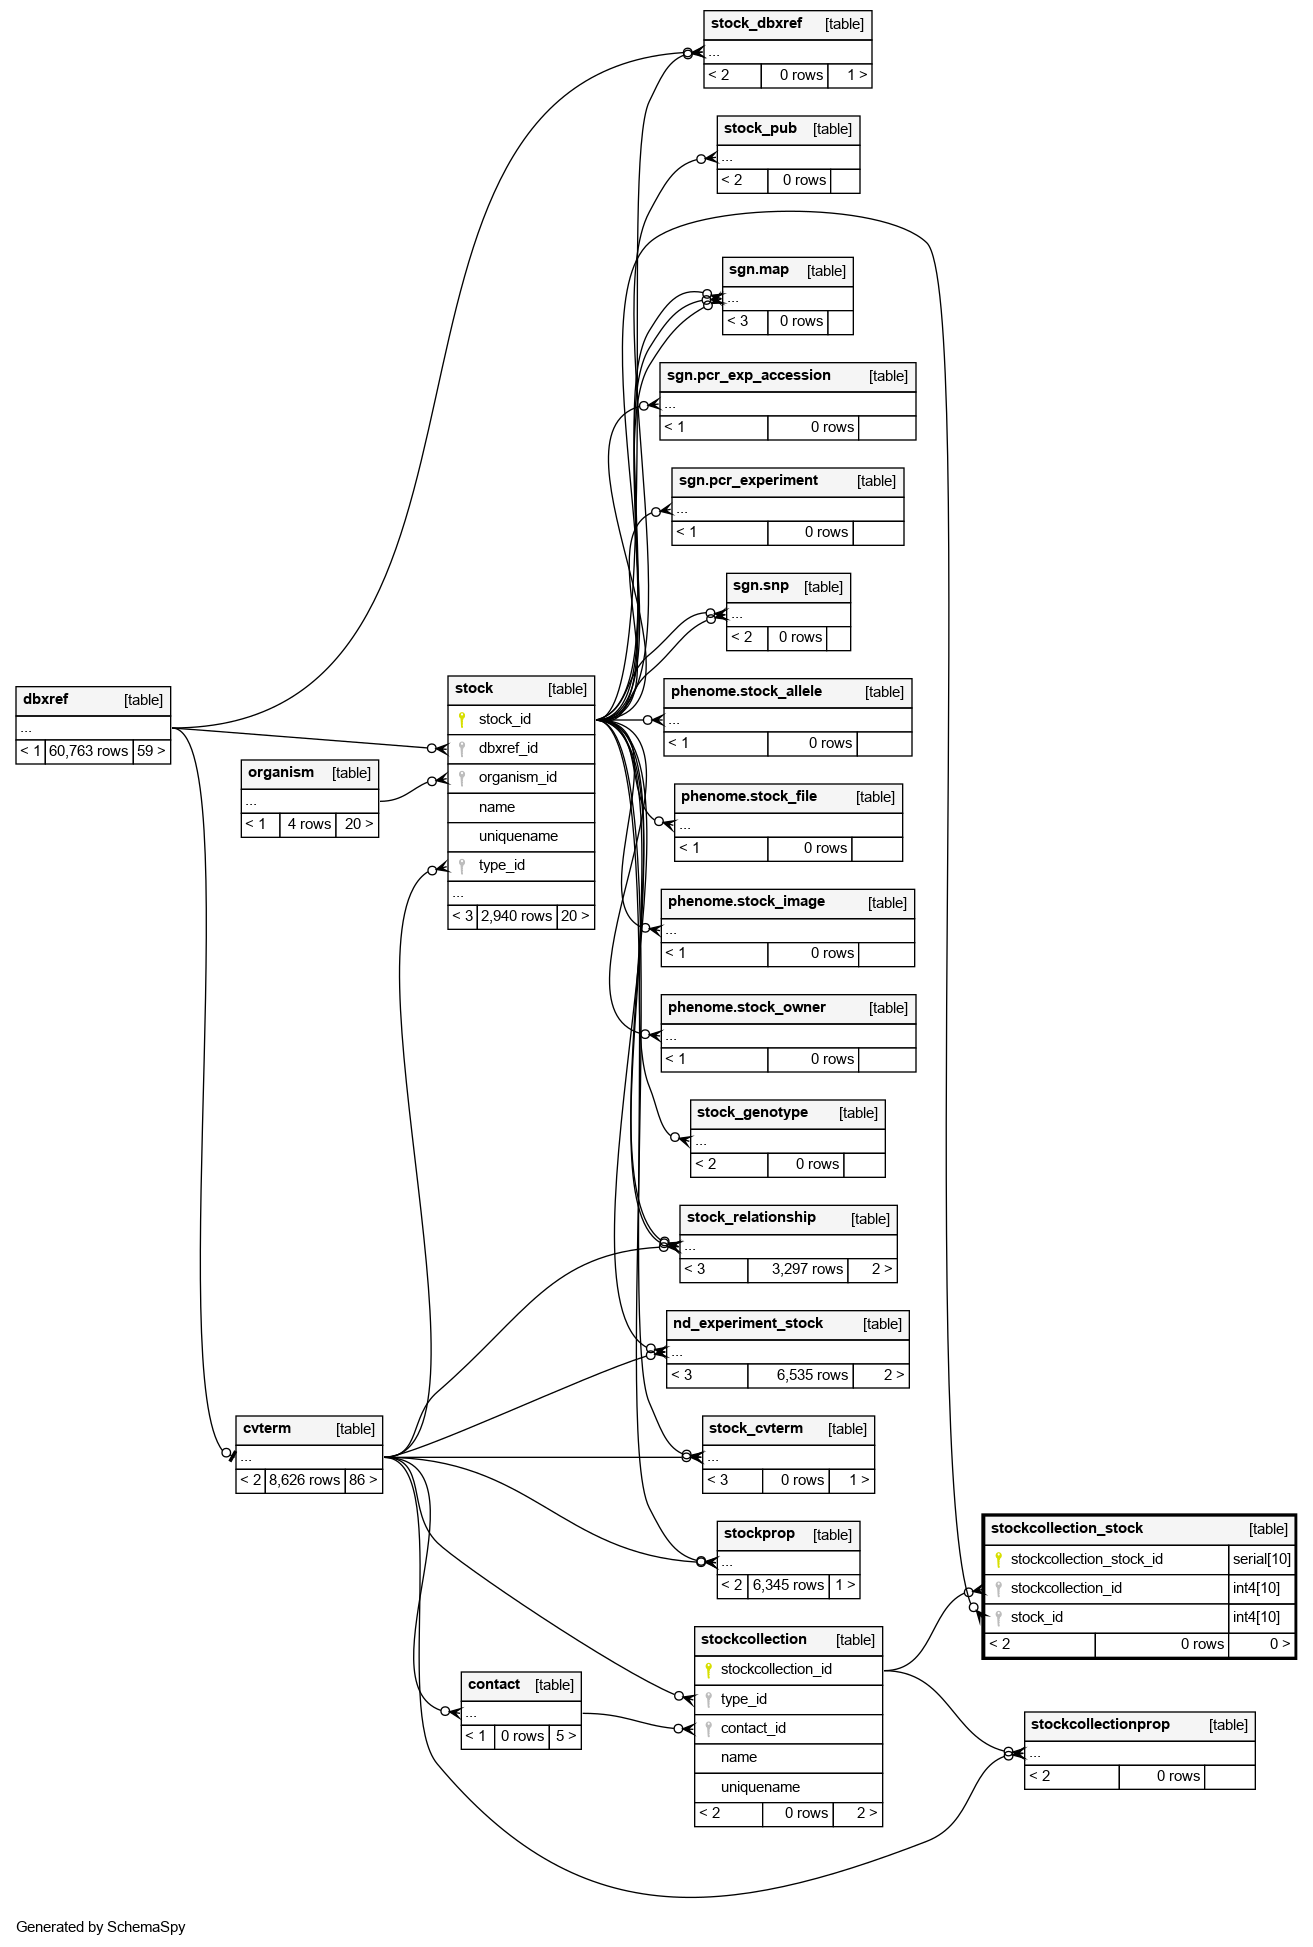 stock_dbxref [table]
...
< 2 0 rows 1 >
stock_pub [table]
...
< 2 0 rows
sgn.map [table]
...
< 3 0 rows
sgn.pcr_exp_accession [table]
...
< 1 0 rows
sgn.pcr_experiment [table]
...
< 1 0 rows
sgn.snp [table]
...
< 2 0 rows
dbxref [table]
...
< 1 60,763 rows 59 >
organism [table]
...
< 1 4 rows 20 >
stock [table]
stock_id
dbxref_id
organism_id
name
uniquename
type_id
...
< 3 2,940 rows 20 >
phenome.stock_allele [table]
...
< 1 0 rows
phenome.stock_file [table]
...
< 1 0 rows
phenome.stock_image [table]
...
< 1 0 rows
phenome.stock_owner [table]
...
< 1 0 rows
stock_genotype [table]
...
< 2 0 rows
stock_relationship [table]
...
< 3 3,297 rows 2 >
nd_experiment_stock [table]
...
< 3 6,535 rows 2 >
cvterm [table]
...
< 2 8,626 rows 86 >
stock_cvterm [table]
...
< 3 0 rows 1 >
stockprop [table]
...
< 2 6,345 rows 1 >
stockcollection_stock [table]
stockcollection_stock_id serial[10]
stockcollection_id int4[10]
stock_id int4[10]
< 2 0 rows 0 >
contact [table]
...
< 1 0 rows 5 >
stockcollection [table]
stockcollection_id
type_id
contact_id
name
uniquename
< 2 0 rows 2 >
stockcollectionprop [table]
...
< 2 0 rows
Generated by SchemaSpy